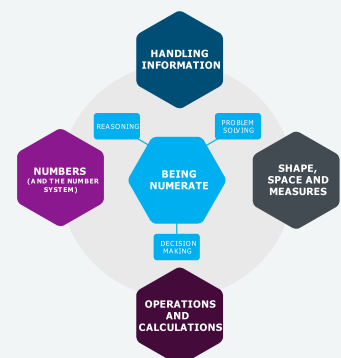 HANDLING
INFORMATION
REASONING
PROBLEM
SOLVING
NUMBERS
(AND THE NUMBER
SYSTEM)
BEING
NUMERATE
SHAPE,
SPACE AND
MEASURES
DECISION
MAKING
OPERATIONS
AND
CALCULATIONS